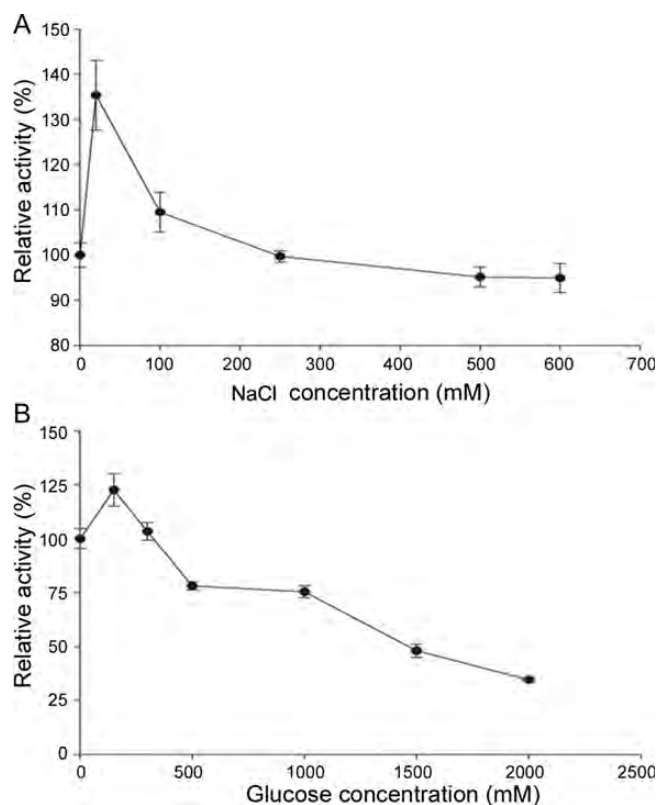 A
150
140
130
120
110
100
90
80
Relative activity (%)
0 100 200 300 400 500 600 700
NaCl concentration (mM)
B
150
125
100
75
50
25
0
Relative activity (%)
0 500 1000 1500 2000 2500
Glucose concentration (mM)